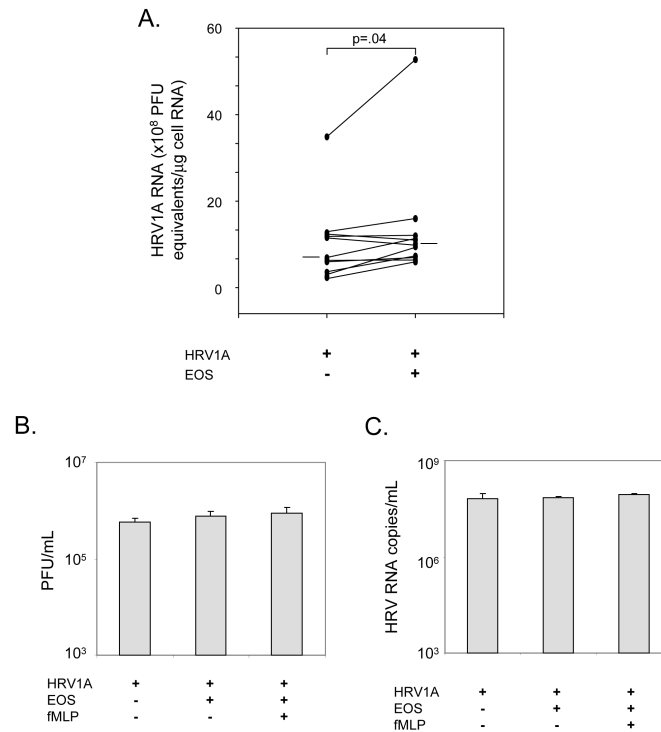 A.
HRV1A RNA (x10⁸ PFU
equivalents/µg cell RNA)
60
40
20
0
p=.04
HRV1A + +
EOS - +
B.
PFU/mL
10⁷
10⁵
10³
HRV1A + + +
EOS - + +
fMLP - - +
C.
HRV RNA copies/mL
10⁹
10⁶
10³
HRV1A + + +
EOS - + +
fMLP - - +